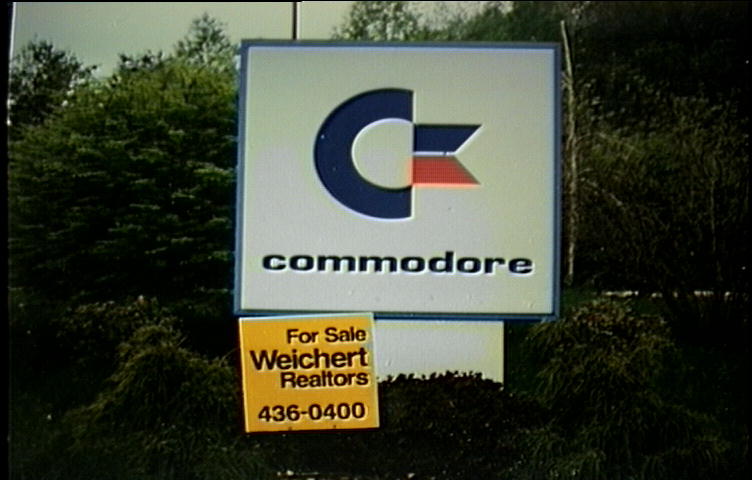 commodore
For Sale
Weichert
Realtors
436-0400